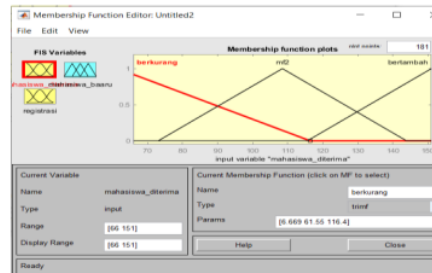 Membership Function Editor: Untitled2
File Edit View
FIS Variables
Membership function plots
181
berkurang
mf2
bertambah
registrasi
1
0.5
0
70 80 90 100 110 120 130 140 150
input variable "mahasiswa_diterima"
Current Variable
Name mahasiswa_diterima
Type input
Range [66 151]
Display Range [66 151]
Current Membership Function (click on MF to select)
Name berkurang
Type trimf
Params [6.669 61.55 116.4]
Help Close
Ready